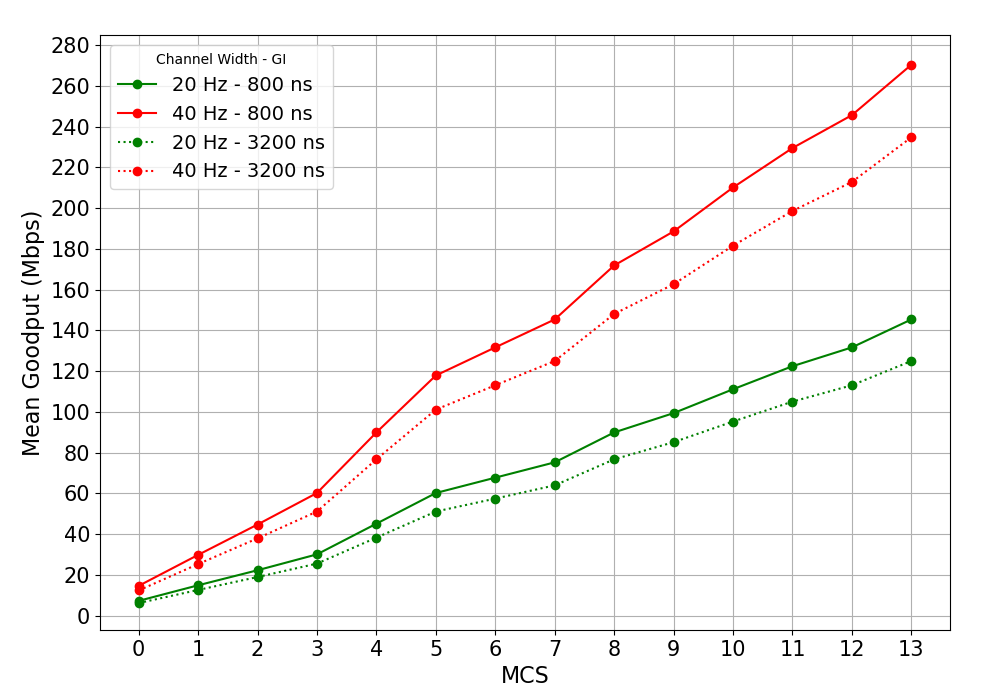 280
260
240
220
200
180
160
140
120
100
80
60
40
20
0
Mean Goodput (Mbps)
Channel Width - GI
20 Hz - 800 ns
40 Hz - 800 ns
20 Hz - 3200 ns
40 Hz - 3200 ns
0 1 2 3 4 5 6 7 8 9 10 11 12 13
MCS